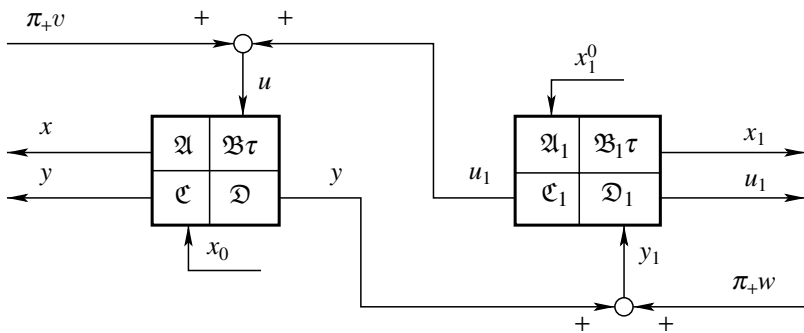 π₊v + +
x₁⁰
u
x 𝔄 𝔅τ 𝔄₁ 𝔅₁τ x₁
y ℭ 𝔇 y u₁ ℭ₁ 𝔇₁ u₁
x₀ y₁
π₊w
+ +